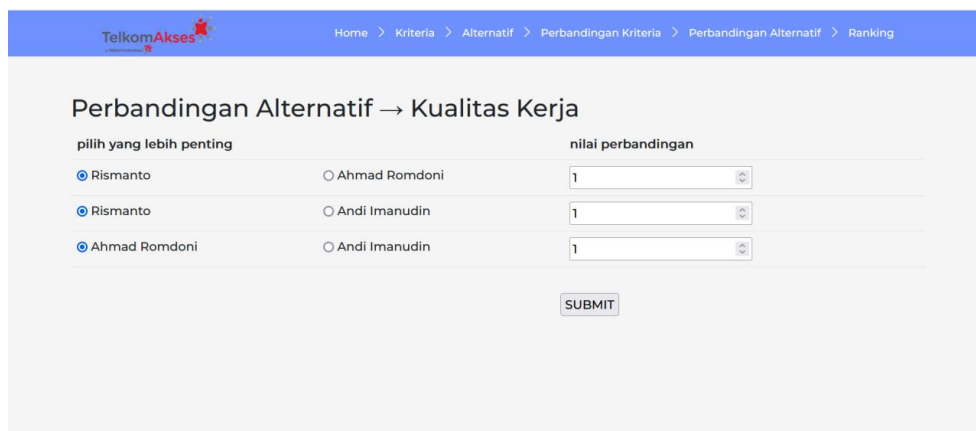 TelkomAkses
Home > Kriteria > Alternatif > Perbandingan Kriteria > Perbandingan Alternatif > Ranking
Perbandingan Alternatif → Kualitas Kerja
pilih yang lebih penting nilai perbandingan
Rismanto Ahmad Romdoni 1
Rismanto Andi Imanudin 1
Ahmad Romdoni Andi Imanudin 1
SUBMIT